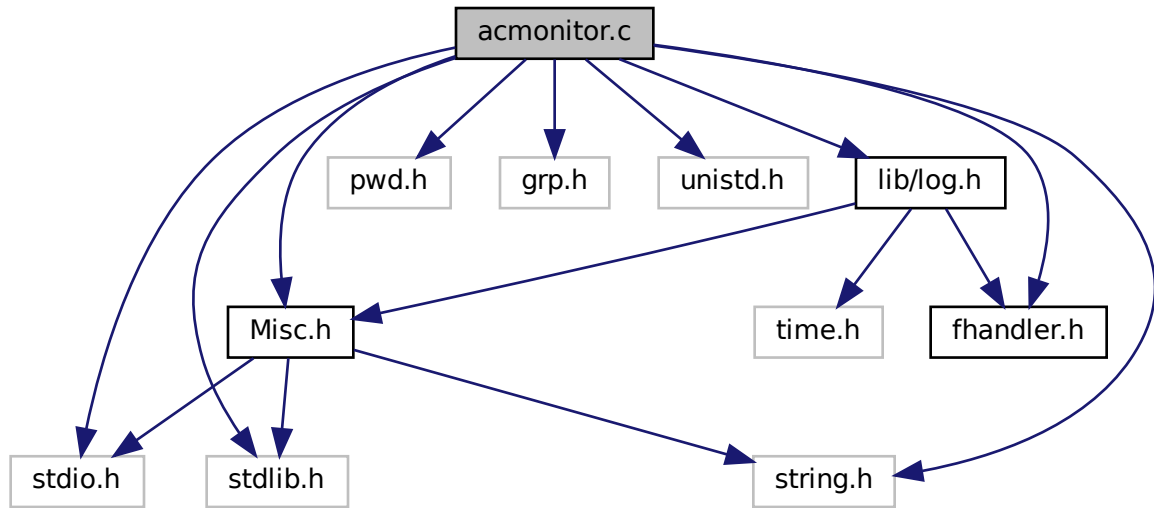 acmonitor.c
pwd.h
grp.h
unistd.h
lib/log.h
Misc.h
time.h
fhandler.h
stdio.h
stdlib.h
string.h